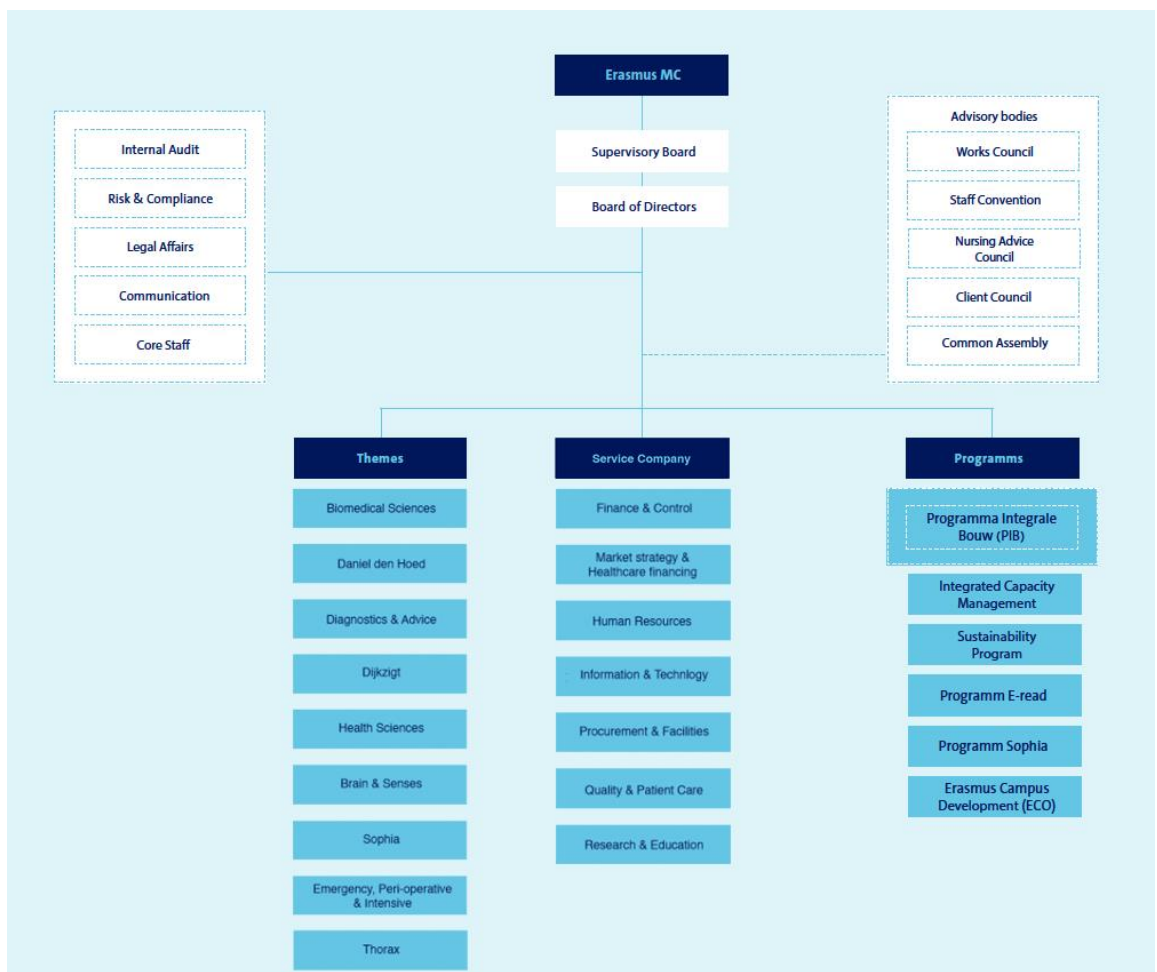 Erasmus MC
Supervisory Board
Board of Directors
Internal Audit
Risk & Compliance
Legal Affairs
Communication
Core Staff
Advisory bodies
Works Council
Staff Convention
Nursing Advice
Council
Client Council
Common Assembly
Themes
Biomedical Sciences
Daniel den Hoed
Diagnostics & Advice
Dijkzigt
Health Sciences
Brain & Senses
Sophia
Emergency, Peri-operative
& Intensive
Thorax
Service Company
Finance & Control
Market strategy &
Healthcare financing
Human Resources
Information & Technlogy
Procurement & Facilities
Quality & Patient Care
Research & Education
Programms
Programma Integrale
Bouw (PIB)
Integrated Capacity
Management
Sustainability
Program
Programm E-read
Programm Sophia
Erasmus Campus
Development (ECO)